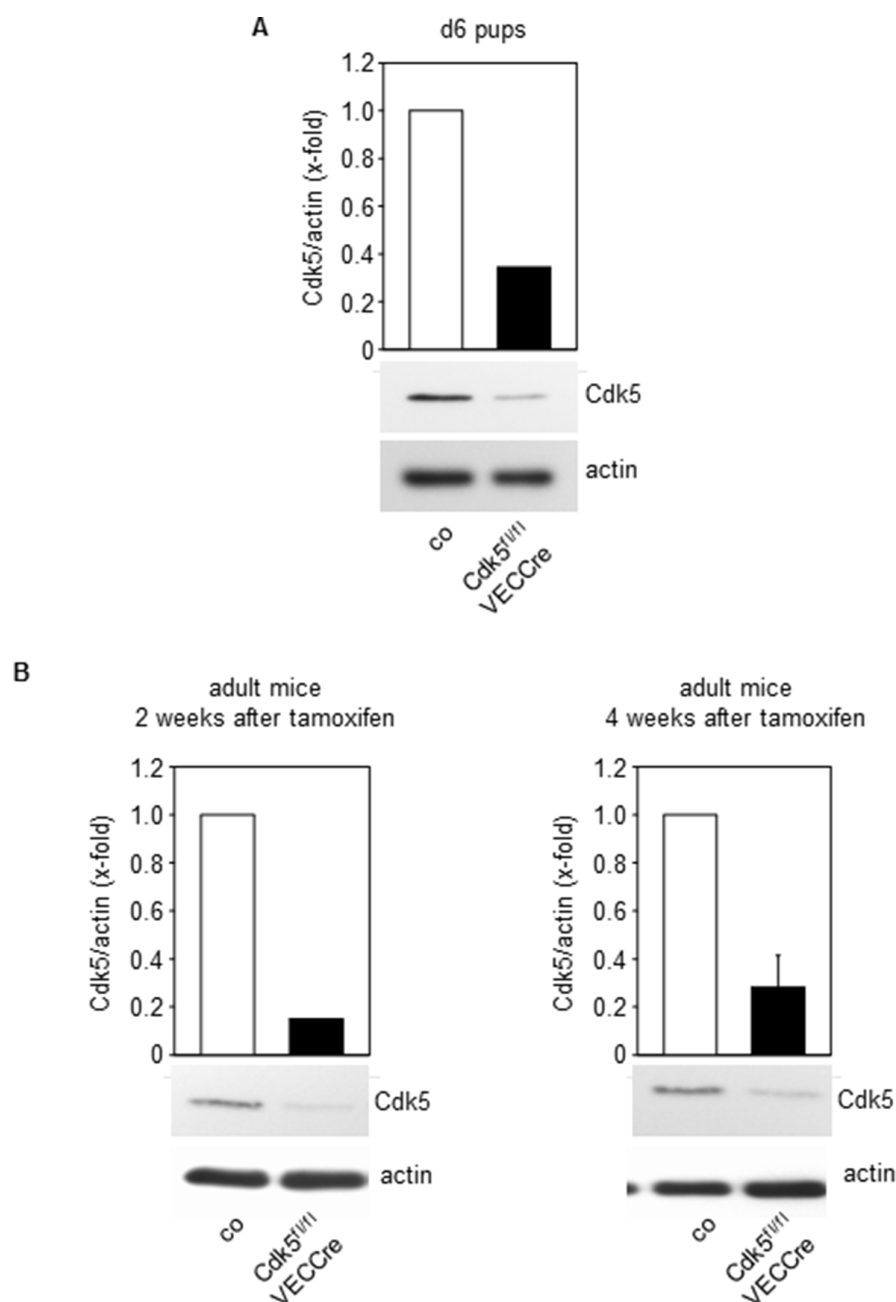 A
d6 pups
Cdk5/actin (x-fold)
1.2
1.0
0.8
0.6
0.4
0.2
0
Cdk5
actin
co
Cdk5fl/fl
VECCre
B
adult mice
2 weeks after tamoxifen
Cdk5/actin (x-fold)
1.2
1.0
0.8
0.6
0.4
0.2
0
Cdk5
actin
co
Cdk5fl/fl
VECCre
adult mice
4 weeks after tamoxifen
Cdk5/actin (x-fold)
1.2
1.0
0.8
0.6
0.4
0.2
0
Cdk5
actin
co
Cdk5fl/fl
VECCre